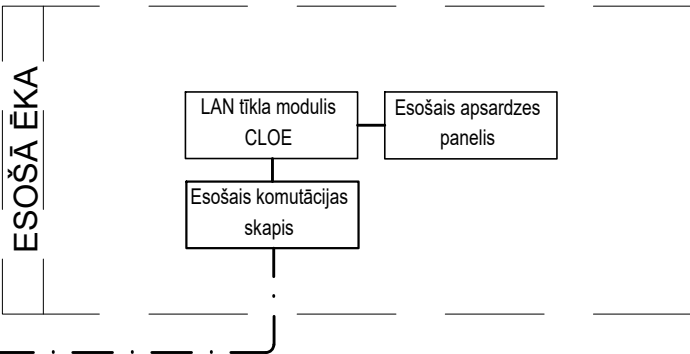 ESOŠĀ ĒKA
LAN tīkla modulis
CLOE
Esošais apsardzes
panelis
Esošais komutācijas
skapis